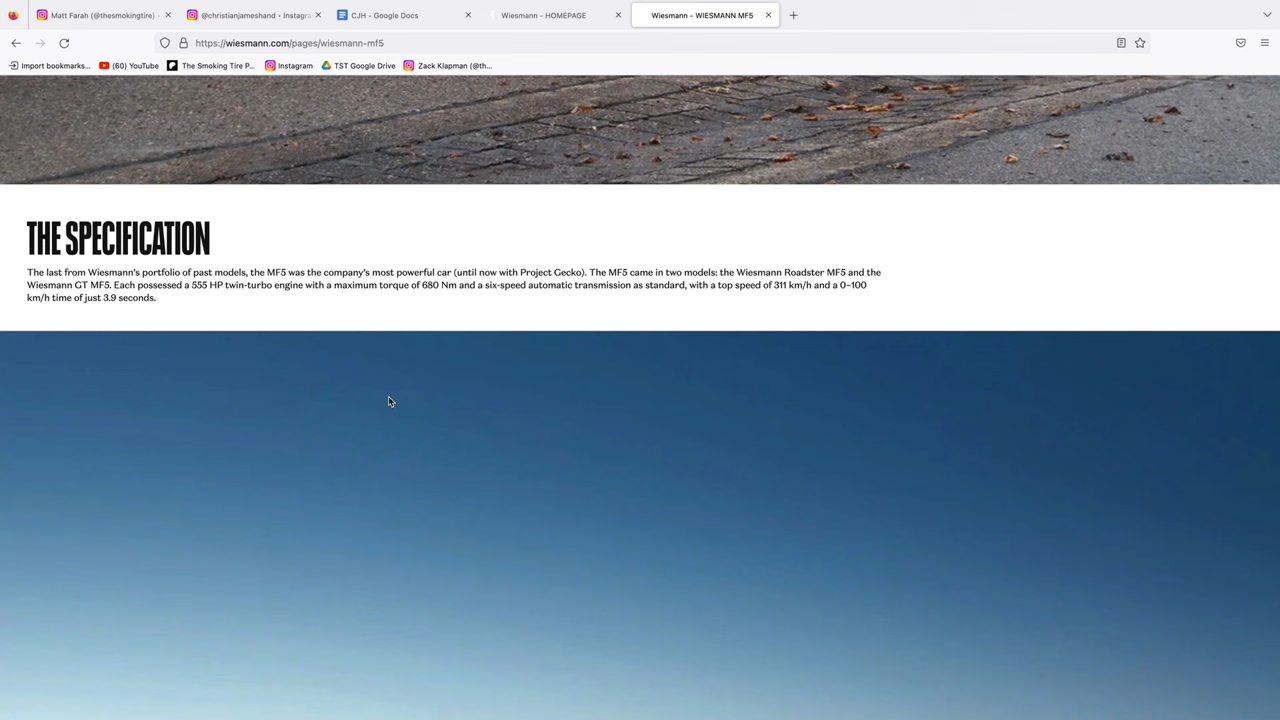 Matt Farah (@thesmokingtire) ·
@christianjameshand • Instagra
CJH - Google Docs
Wiesmann - HOMEPAGE
Wiesmann - WIESMANN MF5
https://wiesmann.com/pages/wiesmann-mf5
Import bookmarks...
(60) YouTube
The Smoking Tire P...
Instagram
TST Google Drive
Zack Klapman (@th...
THE SPECIFICATION
The last from Wiesmann's portfolio of past models, the MF5 was the company's most powerful car (until now with Project Gecko). The MF5 came in two models: the Wiesmann Roadster MF5 and the
Wiesmann GT MF5. Each possessed a 555 HP twin-turbo engine with a maximum torque of 680 Nm and a six-speed automatic transmission as standard, with a top speed of 311 km/h and a 0–100
km/h time of just 3.9 seconds.